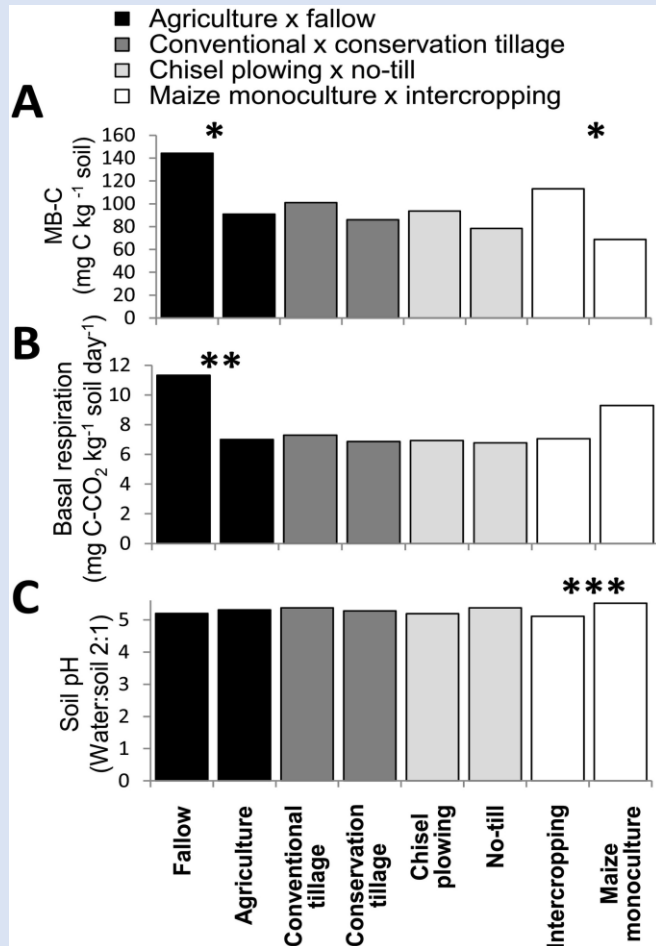 Agriculture x fallow
Conventional x conservation tillage
Chisel plowing x no-till
Maize monoculture x intercropping
A
MB-C
(mg C kg ⁻¹ soil)
160
140
120
100
80
60
40
20
0
*
*
B
Basal respiration
(mg C-CO₂ kg⁻¹ soil day⁻¹)
12
10
8
6
4
2
0
**
C
Soil pH
(Water:soil 2:1)
5
4
3
2
1
0
***
Fallow
Agriculture
Conventional
tillage
Conservation
tillage
Chisel
plowing
No-till
Intercropping
Maize
monoculture